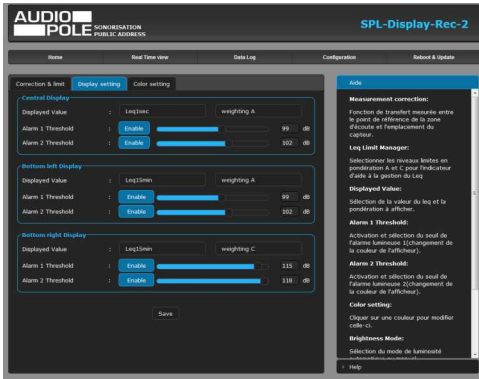 AUDIO
POLE
SONORISATION
PUBLIC ADDRESS
SPL-Display-Rec-2
Home
Real Time view
Data Log
Configuration
Reboot & Update
Correction & limit
Display setting
Color setting
Central Display
Displayed Value : Leq1sec weighting A
Alarm 1 Threshold : Enable 99 dB
Alarm 2 Threshold : Enable 102 dB
Bottom left Display
Displayed Value : Leq15min weighting A
Alarm 1 Threshold : Enable 99 dB
Alarm 2 Threshold : Enable 102 dB
Bottom right Display
Displayed Value : Leq15min weighting C
Alarm 1 Threshold : Enable 115 dB
Alarm 2 Threshold : Enable 118 dB
Save
Aide
Measurement correction:
Fonction de transfert mesurée entre
le point de référence de la zone
d'écoute et l'emplacement du
capteur.
Leq Limit Manager:
Selectionner les niveaux limites en
pondération A et C pour l'indicateur
d'aide à la gestion du Leq
Displayed Value:
Sélection de la valeur du leq et la
pondération à afficher.
Alarm 1 Threshold:
Activation et sélection du seuil de
l'alarme lumineuse 1(changement de
la couleur de l'afficheur).
Alarm 2 Threshold:
Activation et sélection du seuil de
l'alarme lumineuse 2(changement de
la couleur de l'afficheur).
Color setting:
Cliquer sur une couleur pour modifier
celle-ci.
Brightness Mode:
Sélection du mode de luminosité
Help